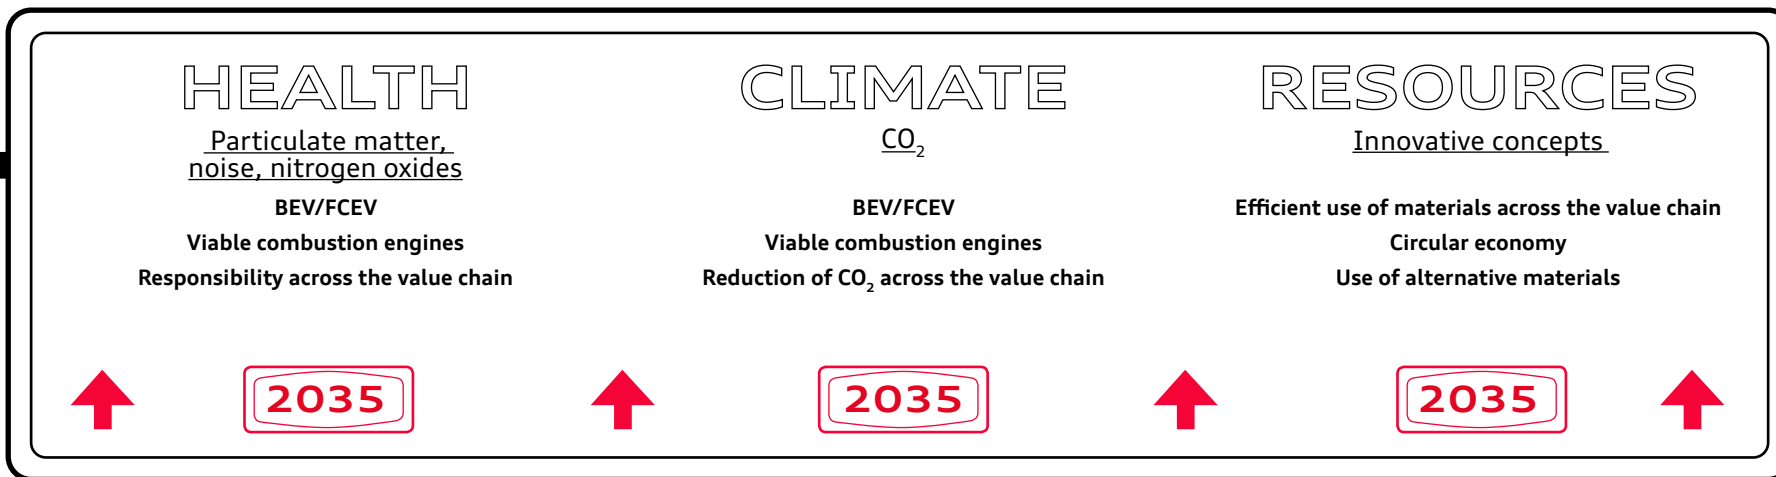 HEALTH
Particulate matter,
noise, nitrogen oxides
BEV/FCEV
Viable combustion engines
Responsibility across the value chain
2035
CLIMATE
CO₂
BEV/FCEV
Viable combustion engines
Reduction of CO₂ across the value chain
2035
RESOURCES
Innovative concepts
Efficient use of materials across the value chain
Circular economy
Use of alternative materials
2035